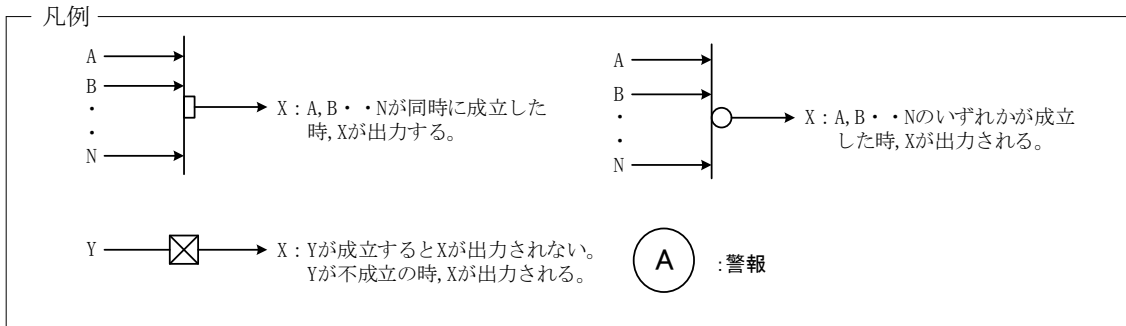 凡例
A
B
・
・
N
X：A,B・・Nが同時に成立した
時,Xが出力する。
A
B
・
・
N
X：A,B・・Nのいずれかが成立
した時,Xが出力される。
Y
X：Yが成立するとXが出力されない。
Yが不成立の時,Xが出力される。
A
:警報